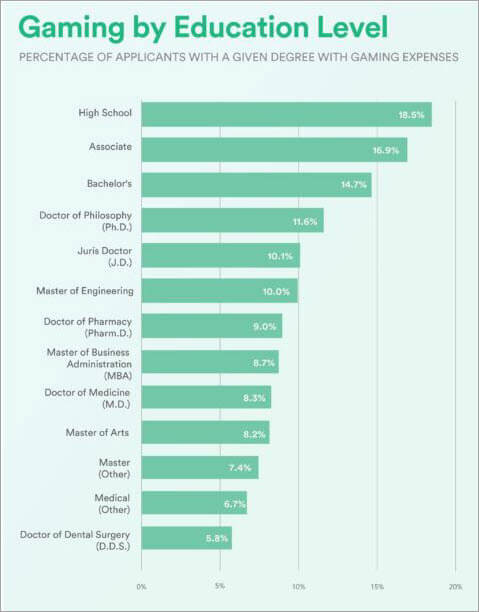 Gaming by Education Level
PERCENTAGE OF APPLICANTS WITH A GIVEN DEGREE WITH GAMING EXPENSES
High School
18.5%
Associate
16.9%
Bachelor's
14.7%
Doctor of Philosophy
(Ph.D.)
11.6%
Juris Doctor
(J.D.)
10.1%
Master of Engineering
10.0%
Doctor of Pharmacy
(Pharm.D.)
9.0%
Master of Business
Administration
(MBA)
8.7%
Doctor of Medicine
(M.D.)
8.3%
Master of Arts
8.2%
Master
(Other)
7.4%
Medical
(Other)
6.7%
Doctor of Dental Surgery
(D.D.S.)
5.8%
0%
5%
10%
15%
20%